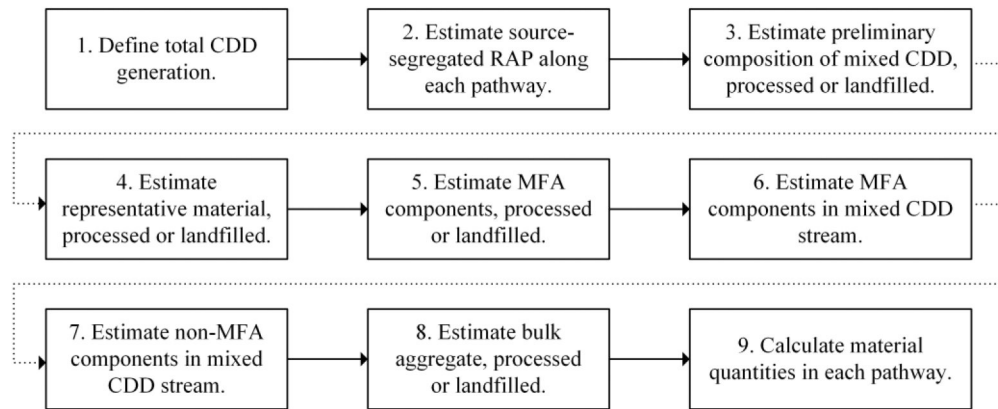 1. Define total CDD
generation.
2. Estimate source-
segregated RAP along
each pathway.
3. Estimate preliminary
composition of mixed CDD,
processed or landfilled.
4. Estimate
representative material,
processed or landfilled.
5. Estimate MFA
components, processed
or landfilled.
6. Estimate MFA
components in mixed CDD
stream.
7. Estimate non-MFA
components in mixed
CDD stream.
8. Estimate bulk
aggregate, processed
or landfilled.
9. Calculate material
quantities in each pathway.